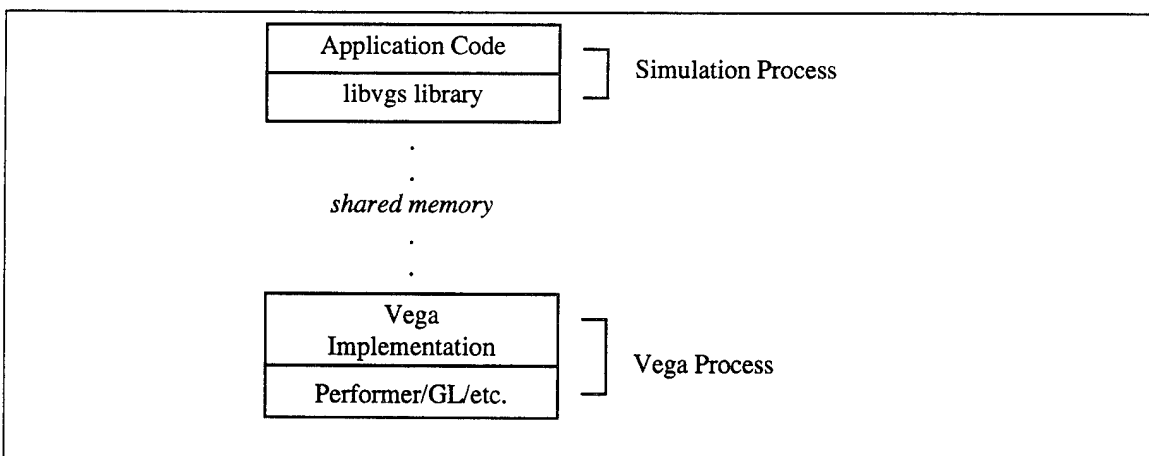 Application Code
Simulation Process
libvgs library
shared memory
Vega
Implementation
Vega Process
Performer/GL/etc.